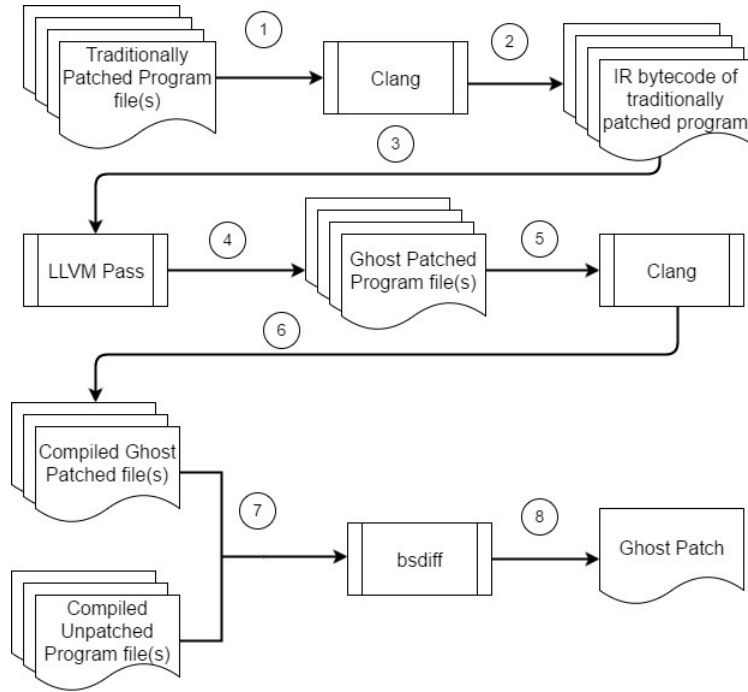 1
2
Traditionally
Patched Program
file(s)
Clang
IR bytecode of
traditionally
patched program
3
LLVM Pass
4
Ghost Patched
Program file(s)
5
Clang
6
Compiled Ghost
Patched file(s)
7
8
bsdiff
Ghost Patch
Compiled
Unpatched
Program file(s)